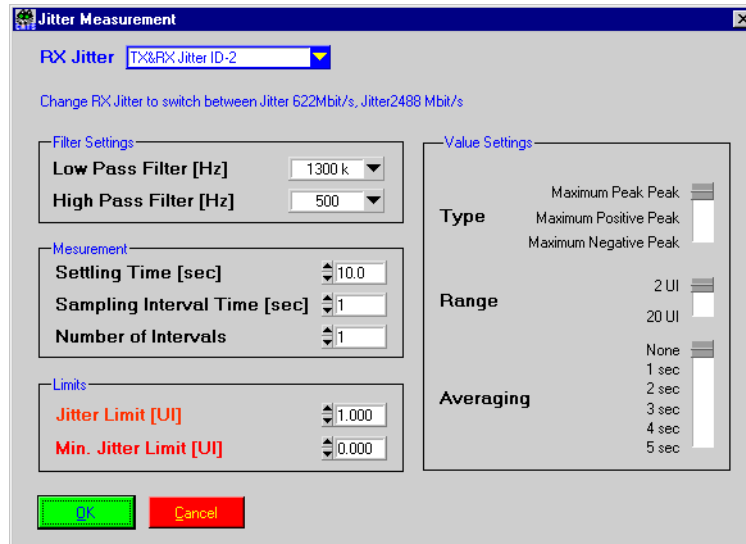 Jitter Measurement
RX Jitter TX&RX Jitter ID-2
Change RX Jitter to switch between Jitter 622Mbit/s, Jitter2488 Mbit/s
Filter Settings
Low Pass Filter [Hz] 1300 k
High Pass Filter [Hz] 500
Mesurement
Settling Time [sec] 10.0
Sampling Interval Time [sec] 1
Number of Intervals 1
Limits
Jitter Limit [UI] 1.000
Min. Jitter Limit [UI] 0.000
Value Settings
Type
Maximum Peak Peak
Maximum Positive Peak
Maximum Negative Peak
Range
2 UI
20 UI
Averaging
None
1 sec
2 sec
3 sec
4 sec
5 sec
OK
Cancel